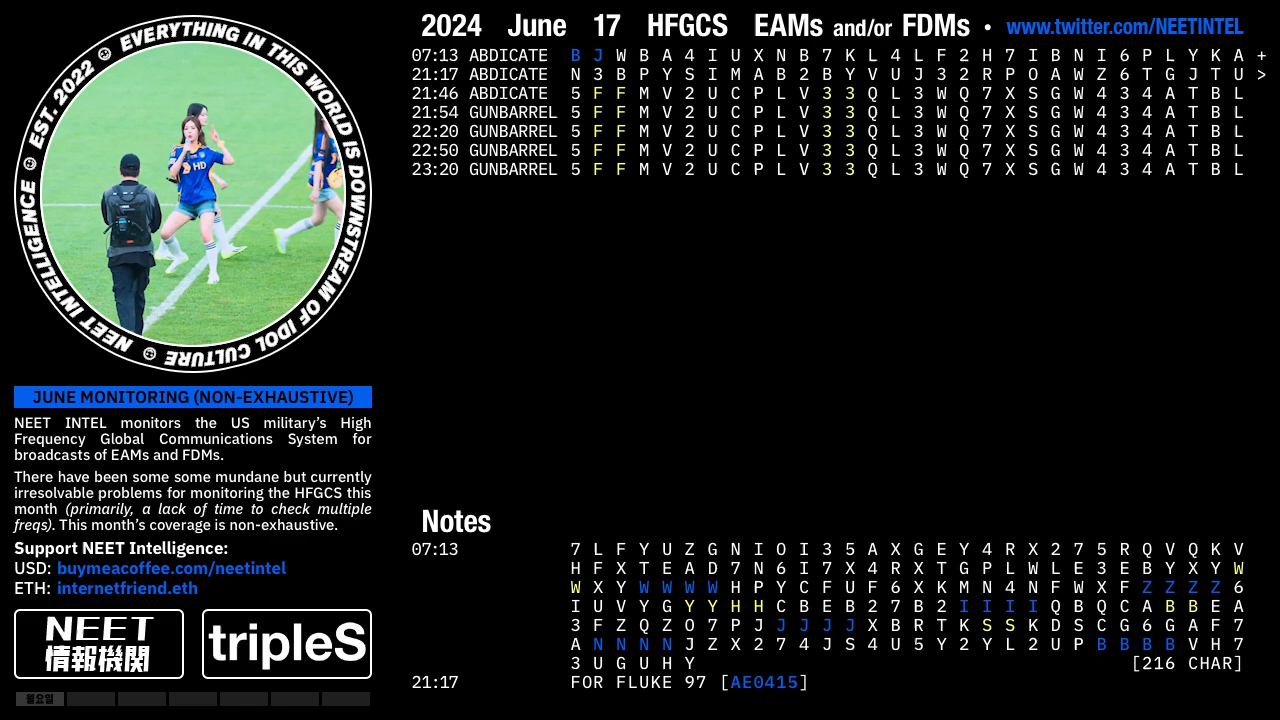 EVERYTHING IN THIS WORLD IS DOWNSTREAM OF IDOL CULTURE
NEET INTELLIGENCE
EST. 2022
HD
JUNE MONITORING (NON-EXHAUSTIVE)
NEET INTEL monitors the US military’s High
Frequency Global Communications System for
broadcasts of EAMs and FDMs.
There have been some some mundane but currently
irresolvable problems for monitoring the HFGCS this
month (primarily, a lack of time to check multiple
freqs). This month’s coverage is non-exhaustive.
Support NEET Intelligence:
USD: buymeacoffee.com/neetintel
ETH: internetfriend.eth
NEET
情報機関
tripleS
월요일
2024 June 17 HFGCS EAMs and/or FDMs • www.twitter.com/NEETINTEL
07:13 ABDICATE B J W B A 4 I U X N B 7 K L 4 L F 2 H 7 I B N I 6 P L Y K A +
21:17 ABDICATE N 3 B P Y S I M A B 2 B Y V U J 3 2 R P O A W Z 6 T G J T U >
21:46 ABDICATE 5 F F M V 2 U C P L V 3 3 Q L 3 W Q 7 X S G W 4 3 4 A T B L
21:54 GUNBARREL 5 F F M V 2 U C P L V 3 3 Q L 3 W Q 7 X S G W 4 3 4 A T B L
22:20 GUNBARREL 5 F F M V 2 U C P L V 3 3 Q L 3 W Q 7 X S G W 4 3 4 A T B L
22:50 GUNBARREL 5 F F M V 2 U C P L V 3 3 Q L 3 W Q 7 X S G W 4 3 4 A T B L
23:20 GUNBARREL 5 F F M V 2 U C P L V 3 3 Q L 3 W Q 7 X S G W 4 3 4 A T B L
Notes
07:13 7 L F Y U Z G N I O I 3 5 A X G E Y 4 R X 2 7 5 R Q V Q K V
H F X T E A D 7 N 6 I 7 X 4 R X T G P L W L E 3 E B Y X Y W
W X Y W W W W H P Y C F U F 6 X K M N 4 N F W X F Z Z Z Z 6
I U V Y G Y Y H H C B E B 2 7 B 2 I I I I Q B Q C A B B E A
3 F Z Q Z O 7 P J J J J J X B R T K S S K D S C G 6 G A F 7
A N N N N J Z X 2 7 4 J S 4 U 5 Y 2 Y L 2 U P B B B B V H 7
3 U G U H Y [216 CHAR]
21:17 FOR FLUKE 97 [AE0415]